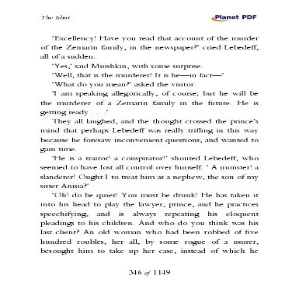 The Idiot
Planet PDF
'Excellency! Have you read that account of the murder
of the Zemarin family, in the newspaper?' cried Lebedeff,
all of a sudden.
'Yes,' said Muishkin, with some surprise.
'Well, that is the murderer! It is he—in fact—'
'What do you mean?' asked the visitor.
'I am speaking allegorically, of course; but he will be
the murderer of a Zemarin family in the future. He is
getting ready. . . .'
They all laughed, and the thought crossed the prince's
mind that perhaps Lebedeff was really trifling in this way
because he foresaw inconvenient questions, and wanted to
gain time.
'He is a traitor! a conspirator!' shouted Lebedeff, who
seemed to have lost all control over himself. ' A monster! a
slanderer! Ought I to treat him as a nephew, the son of my
sister Anisia?'
'Oh! do be quiet! You must be drunk! He has taken it
into his head to play the lawyer, prince, and he practices
speechifying, and is always repeating his eloquent
pleadings to his children. And who do you think was his
last client? An old woman who had been robbed of five
hundred roubles, her all, by some rogue of a usurer,
besought him to take up her case, instead of which he
346 of 1149